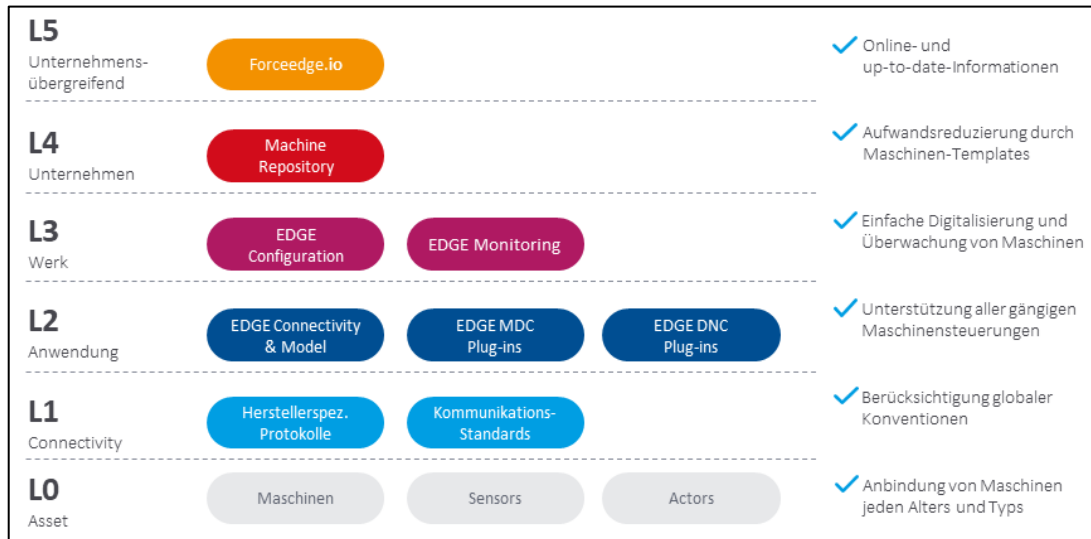 L5
Unternehmens-
übergreifend
Forceedge.io
Online- und
up-to-date-Informationen
L4
Unternehmen
Machine
Repository
Aufwandsreduzierung durch
Maschinen-Templates
L3
Werk
EDGE
Configuration
EDGE Monitoring
Einfache Digitalisierung und
Überwachung von Maschinen
L2
Anwendung
EDGE Connectivity
& Model
EDGE MDC
Plug-ins
EDGE DNC
Plug-ins
Unterstützung aller gängigen
Maschinensteuerungen
L1
Connectivity
Herstellerspez.
Protokolle
Kommunikations-
Standards
Berücksichtigung globaler
Konventionen
L0
Asset
Maschinen
Sensors
Actors
Anbindung von Maschinen
jeden Alters und Typs